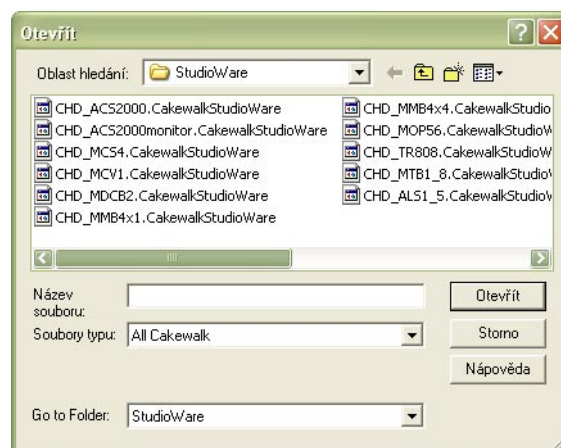 Otevřít
Oblast hledání: StudioWare
CHD_ACS2000.CakewalkStudioWare
CHD_ACS2000monitor.CakewalkStudioWare
CHD_MCS4.CakewalkStudioWare
CHD_MCV1.CakewalkStudioWare
CHD_MDCB2.CakewalkStudioWare
CHD_MMB4x1.CakewalkStudioWare
CHD_MMB4x4.CakewalkStudio
CHD_MOP56.CakewalkStudioW
CHD_TR808.CakewalkStudioW
CHD_MTB1_8.CakewalkStudio
CHD_ALS1_5.CakewalkStudioW
Název
souboru:
Otevřít
Soubory typu: All Cakewalk
Storno
Nápověda
Go to Folder: StudioWare